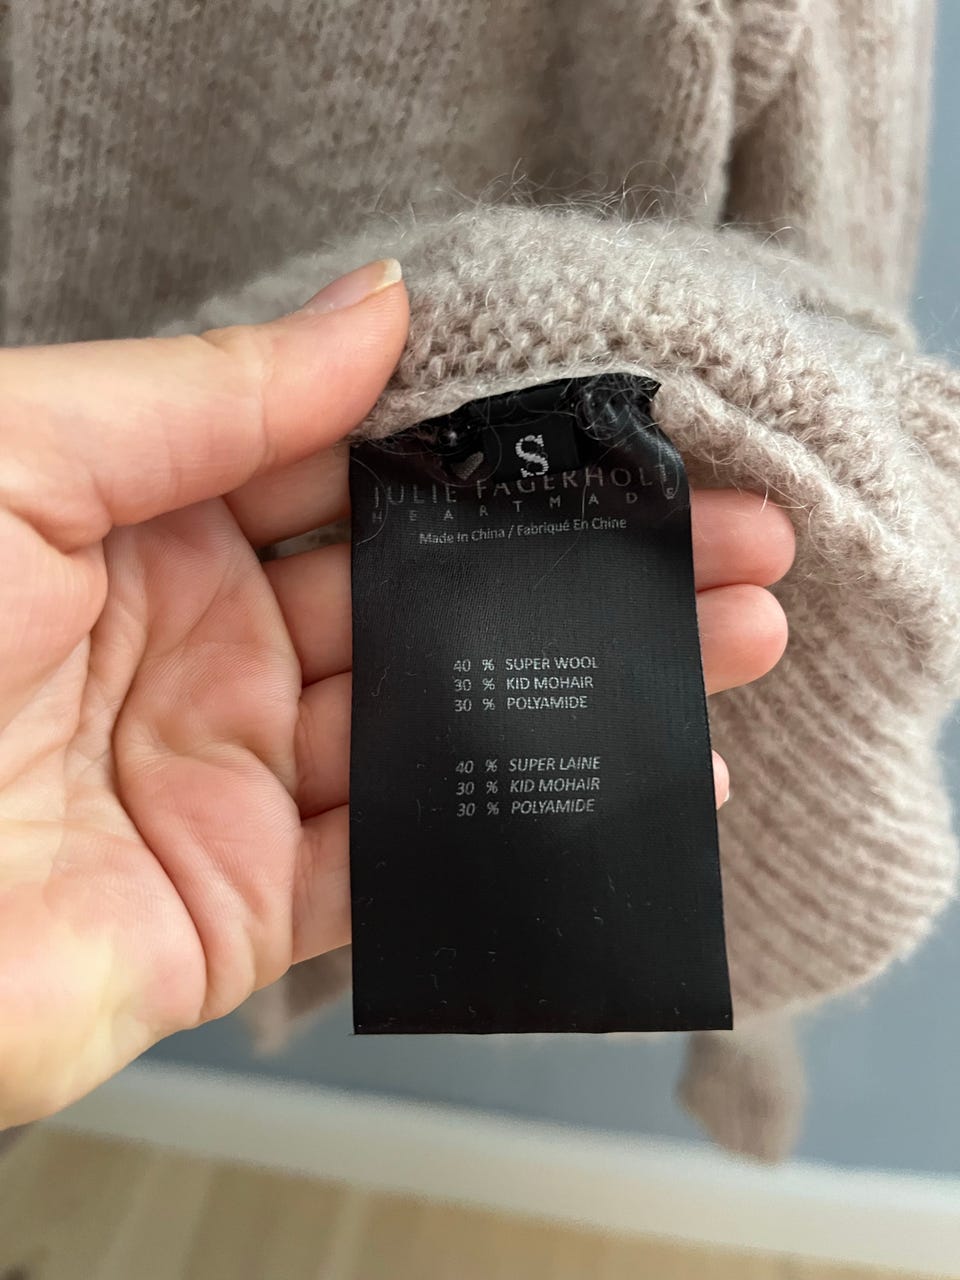 S
JULIE FAGERHOLT
HEARTMADE
Made In China / Fabriqué En Chine
40 % SUPER WOOL
30 % KID MOHAIR
30 % POLYAMIDE
40 % SUPER LAINE
30 % KID MOHAIR
30 % POLYAMIDE